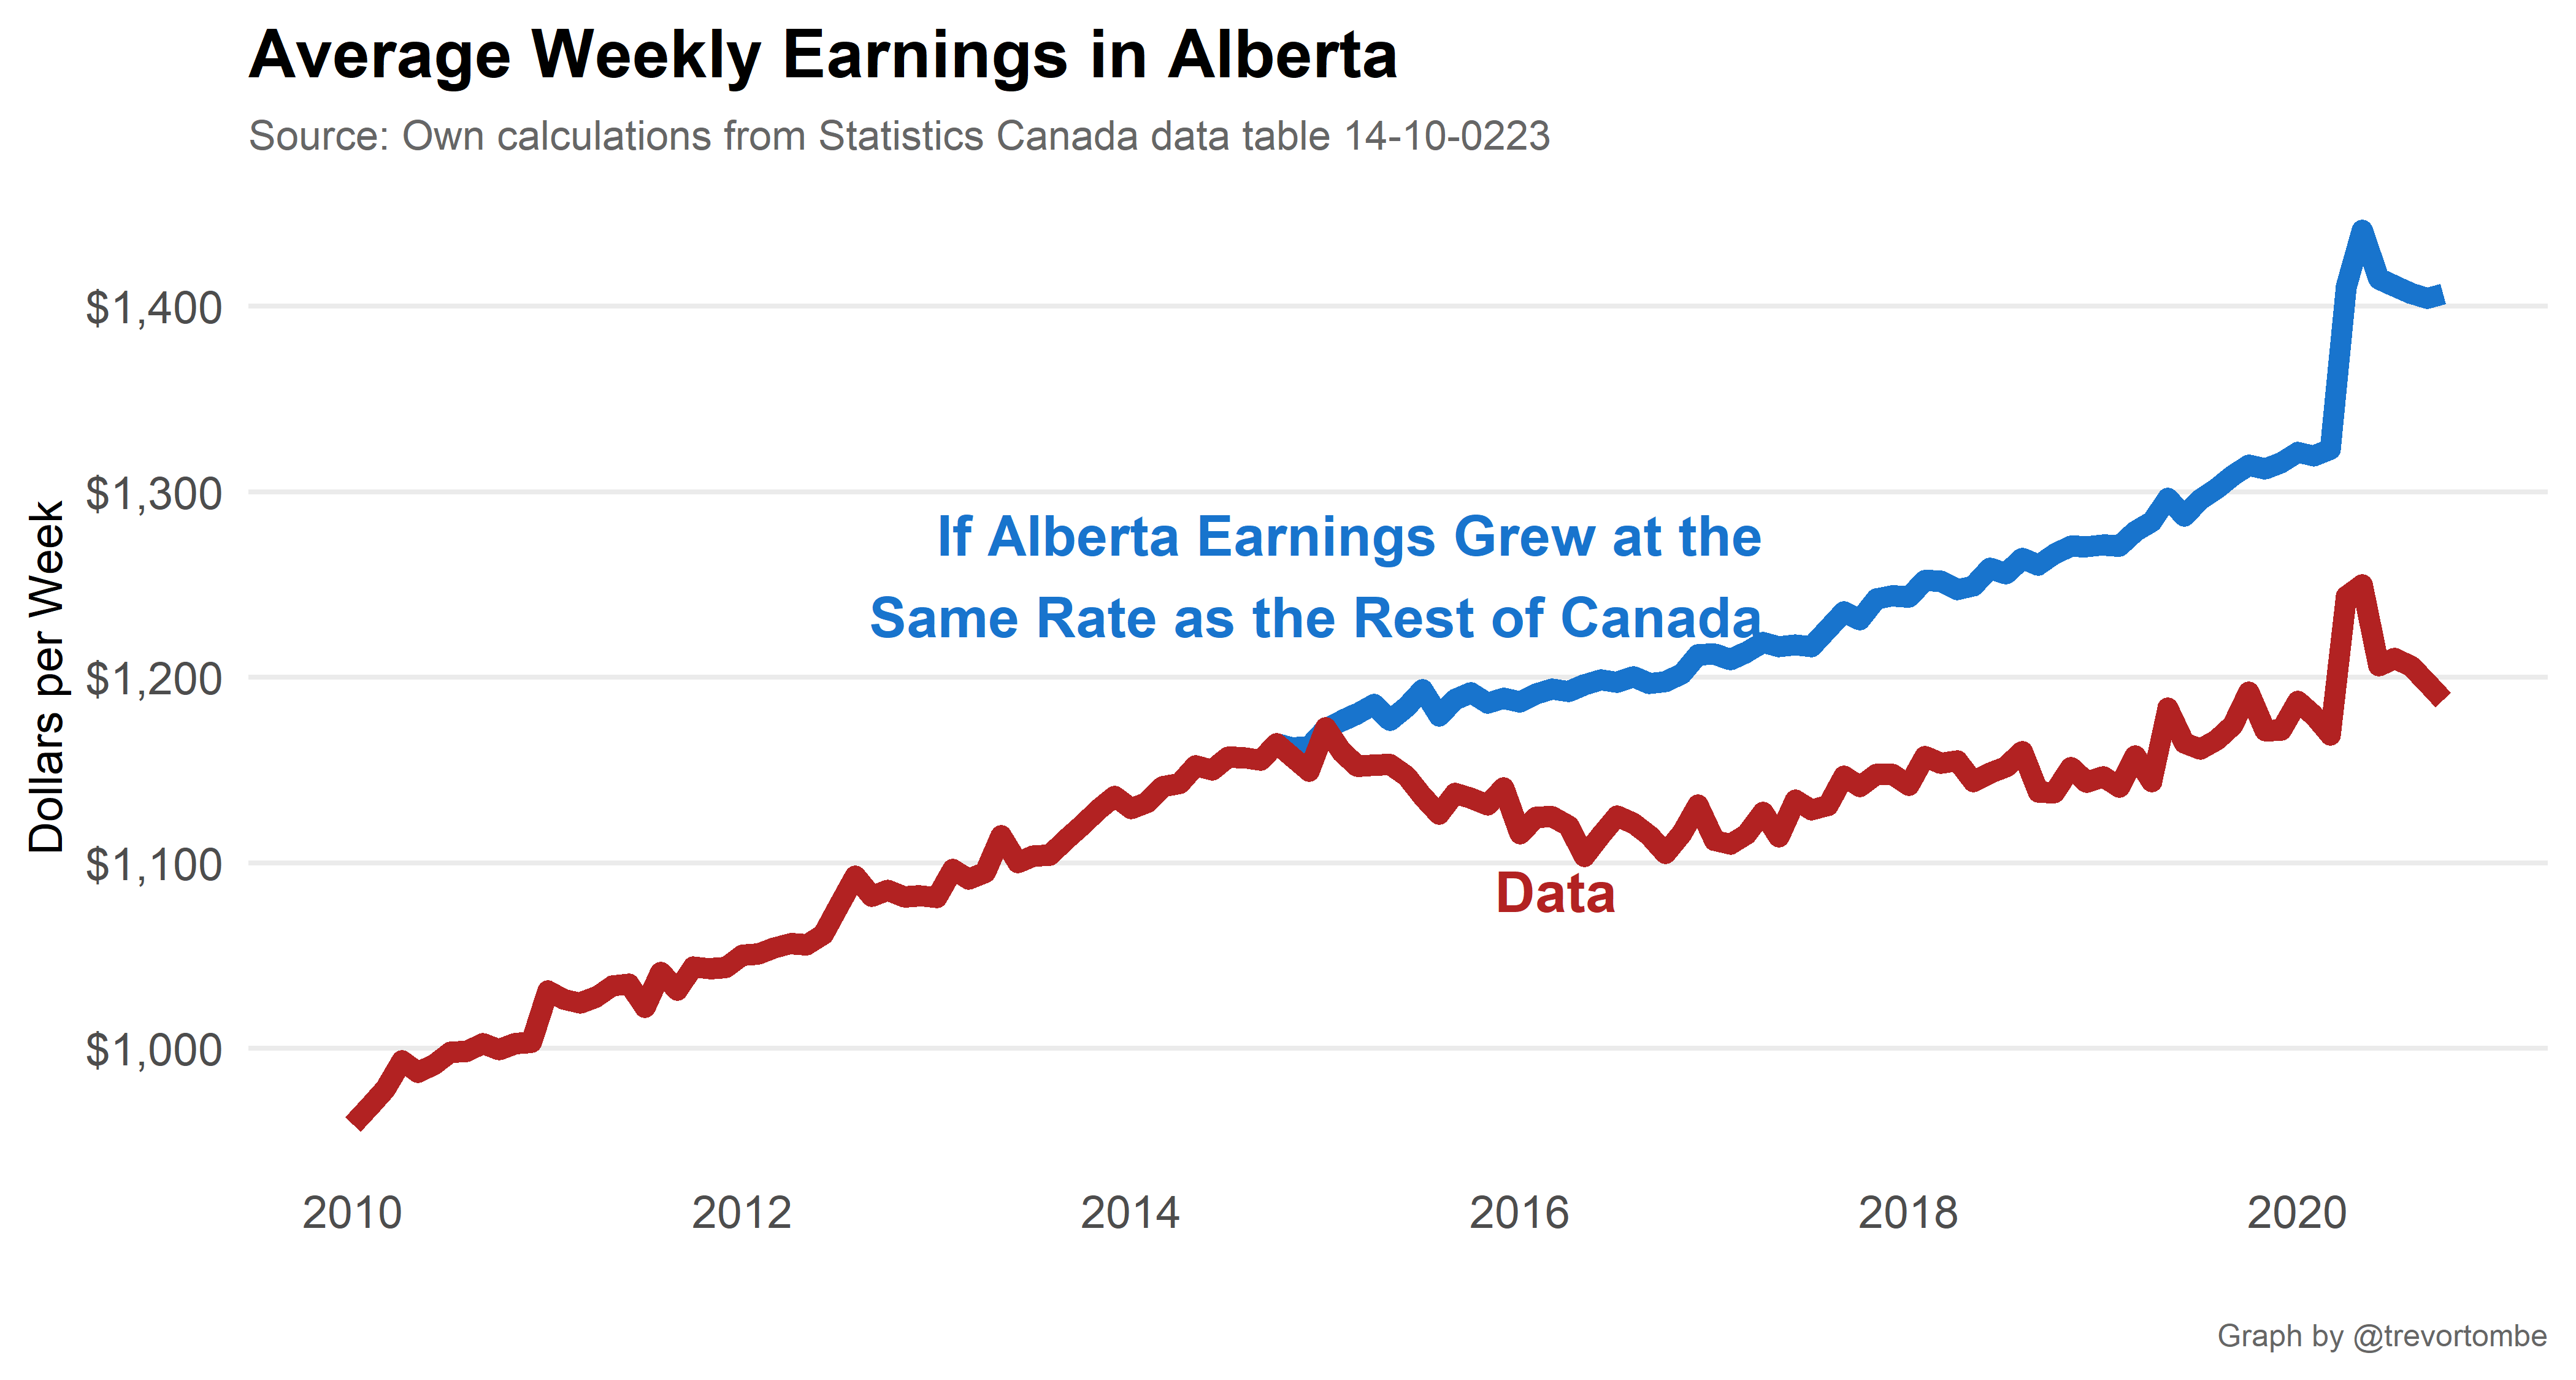 Average Weekly Earnings in Alberta
Source: Own calculations from Statistics Canada data table 14-10-0223
Dollars per Week
$1,400
$1,300
$1,200
$1,100
$1,000
If Alberta Earnings Grew at the
Same Rate as the Rest of Canada
Data
2010
2012
2014
2016
2018
2020
Graph by @trevortombe